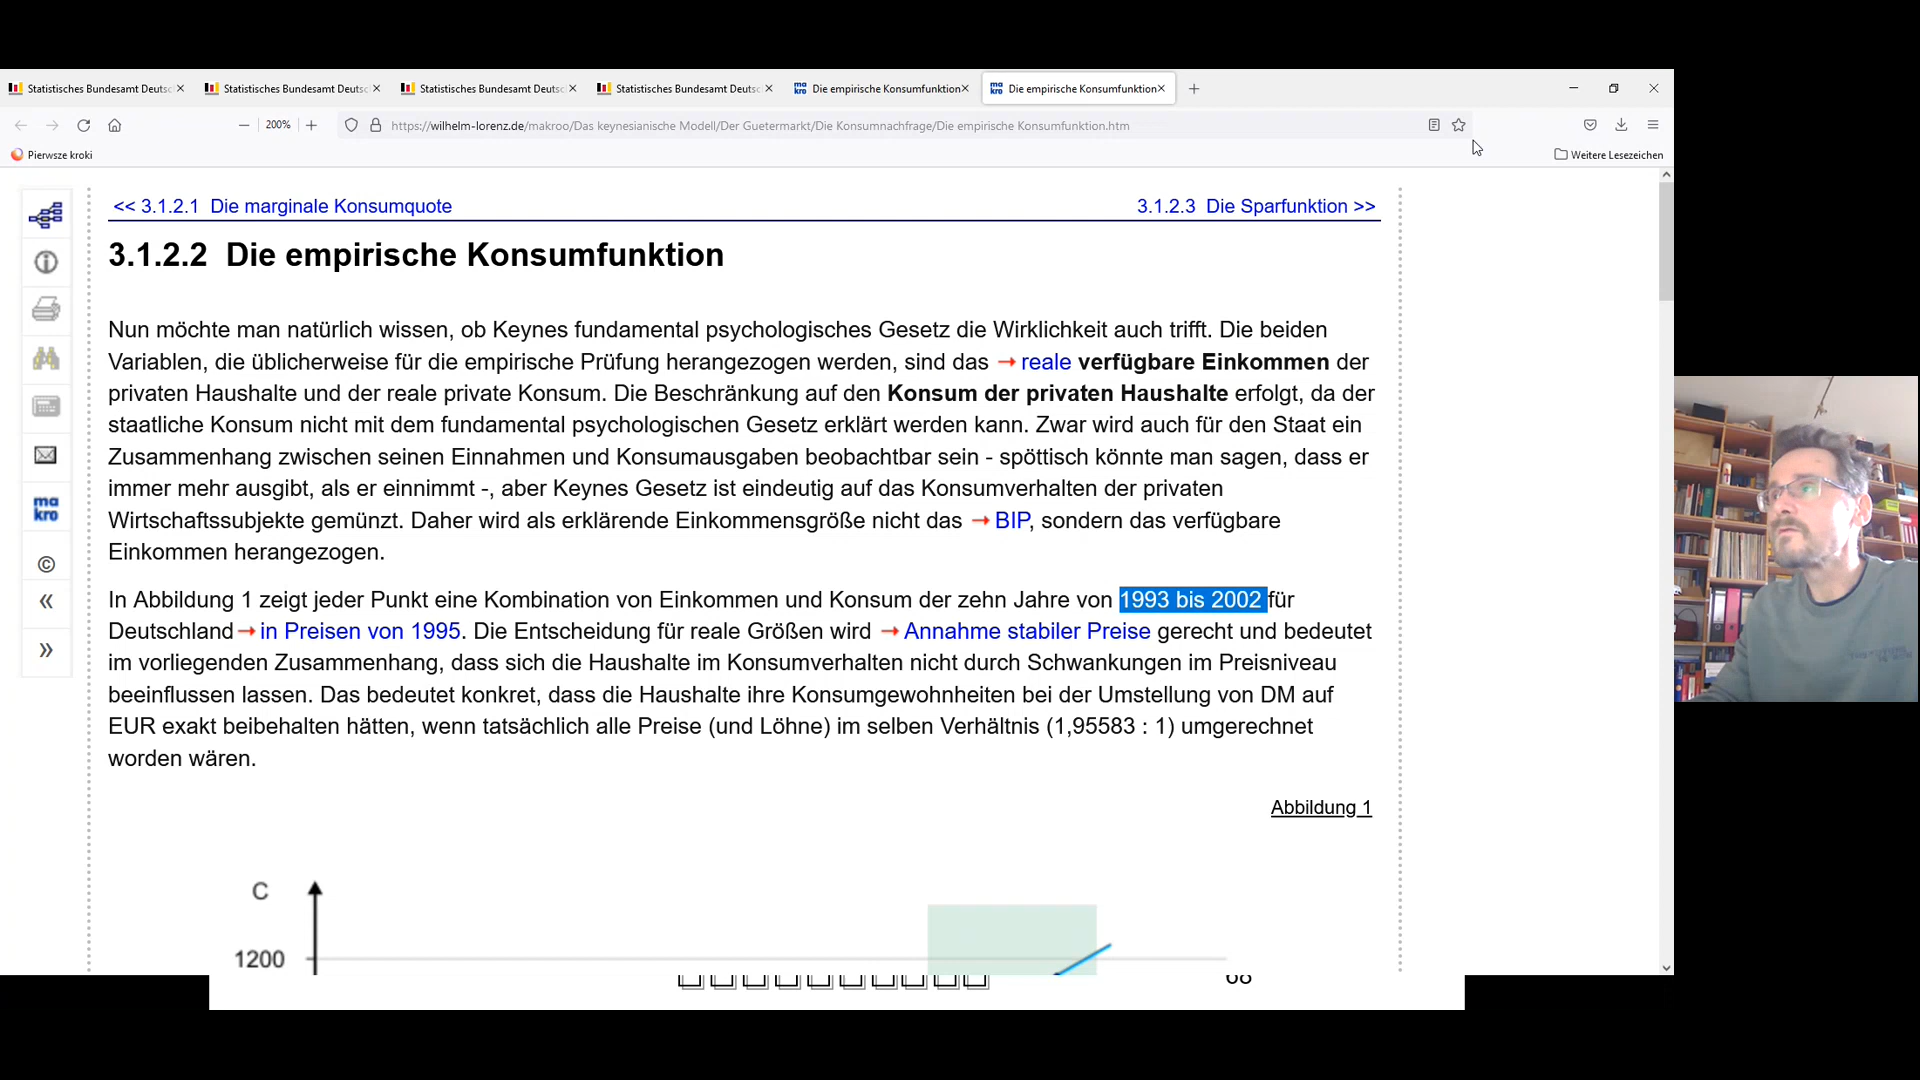 Statistisches Bundesamt Deutsc
Statistisches Bundesamt Deutsc
Statistisches Bundesamt Deutsc
Statistisches Bundesamt Deutsc
Die empirische Konsumfunktion
Die empirische Konsumfunktion
200%
https://wilhelm-lorenz.de/makroo/Das keynesianische Modell/Der Guetermarkt/Die Konsumnachfrage/Die empirische Konsumfunktion.htm
Pierwsze kroki
Weitere Lesezeichen
<< 3.1.2.1 Die marginale Konsumquote
3.1.2.3 Die Sparfunktion >>
3.1.2.2 Die empirische Konsumfunktion
Nun möchte man natürlich wissen, ob Keynes fundamental psychologisches Gesetz die Wirklichkeit auch trifft. Die beiden
Variablen, die üblicherweise für die empirische Prüfung herangezogen werden, sind das → reale verfügbare Einkommen der
privaten Haushalte und der reale private Konsum. Die Beschränkung auf den Konsum der privaten Haushalte erfolgt, da der
staatliche Konsum nicht mit dem fundamental psychologischen Gesetz erklärt werden kann. Zwar wird auch für den Staat ein
Zusammenhang zwischen seinen Einnahmen und Konsumausgaben beobachtbar sein - spöttisch könnte man sagen, dass er
immer mehr ausgibt, als er einnimmt -, aber Keynes Gesetz ist eindeutig auf das Konsumverhalten der privaten
Wirtschaftssubjekte gemünzt. Daher wird als erklärende Einkommensgröße nicht das → BIP, sondern das verfügbare
Einkommen herangezogen.
In Abbildung 1 zeigt jeder Punkt eine Kombination von Einkommen und Konsum der zehn Jahre von 1993 bis 2002 für
Deutschland → in Preisen von 1995. Die Entscheidung für reale Größen wird → Annahme stabiler Preise gerecht und bedeutet
im vorliegenden Zusammenhang, dass sich die Haushalte im Konsumverhalten nicht durch Schwankungen im Preisniveau
beeinflussen lassen. Das bedeutet konkret, dass die Haushalte ihre Konsumgewohnheiten bei der Umstellung von DM auf
EUR exakt beibehalten hätten, wenn tatsächlich alle Preise (und Löhne) im selben Verhältnis (1,95583 : 1) umgerechnet
worden wären.
Abbildung 1
C
1200
ma
kro
©
«
»